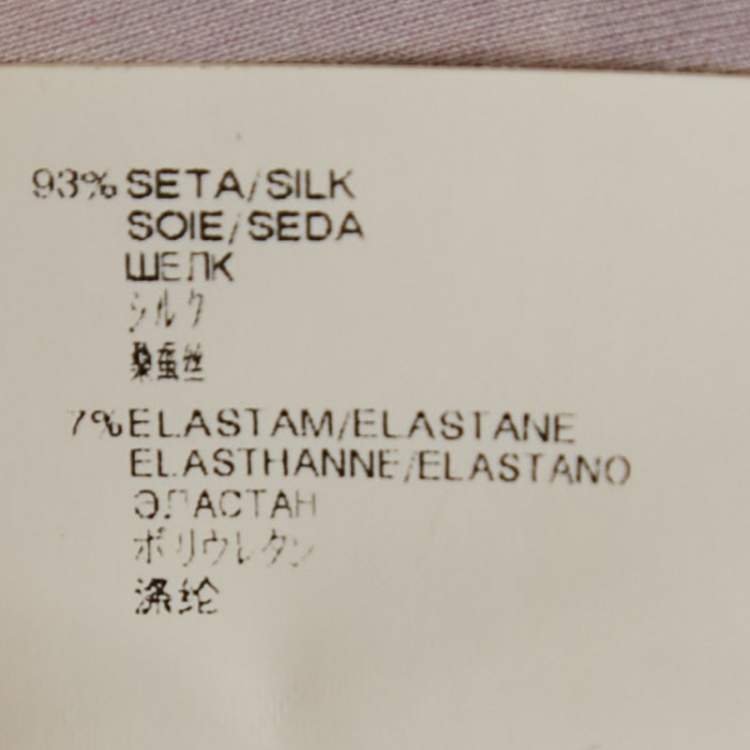 93% SETA/SILK
SOIE/SEDA
ШЕЛК
シルク
桑蚕丝
7% ELASTAM/ELASTANE
ELASTHANNE/ELASTANO
ЭЛАСТАН
ポリウレタン
涤纶